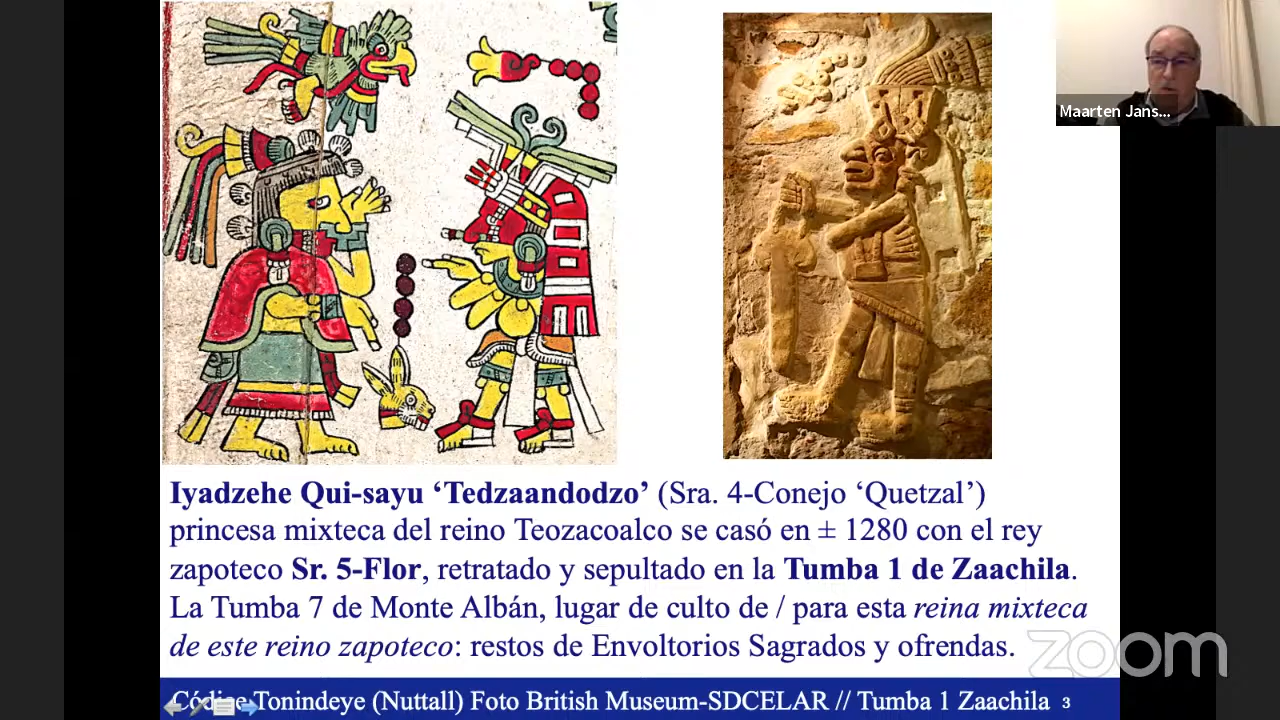 Maarten Jans...
Iyadzehe Qui-sayu ‘Tedzaandodzo’ (Sra. 4-Conejo ‘Quetzal’)
princesa mixteca del reino Teozacoalco se casó en ± 1280 con el rey
zapoteco Sr. 5-Flor, retratado y sepultado en la Tumba 1 de Zaachila.
La Tumba 7 de Monte Albán, lugar de culto de / para esta reina mixteca
de este reino zapoteco: restos de Envoltorios Sagrados y ofrendas.
zoom
Códice Tonindeye (Nuttall) Foto British Museum-SDCELAR // Tumba 1 Zaachila 3